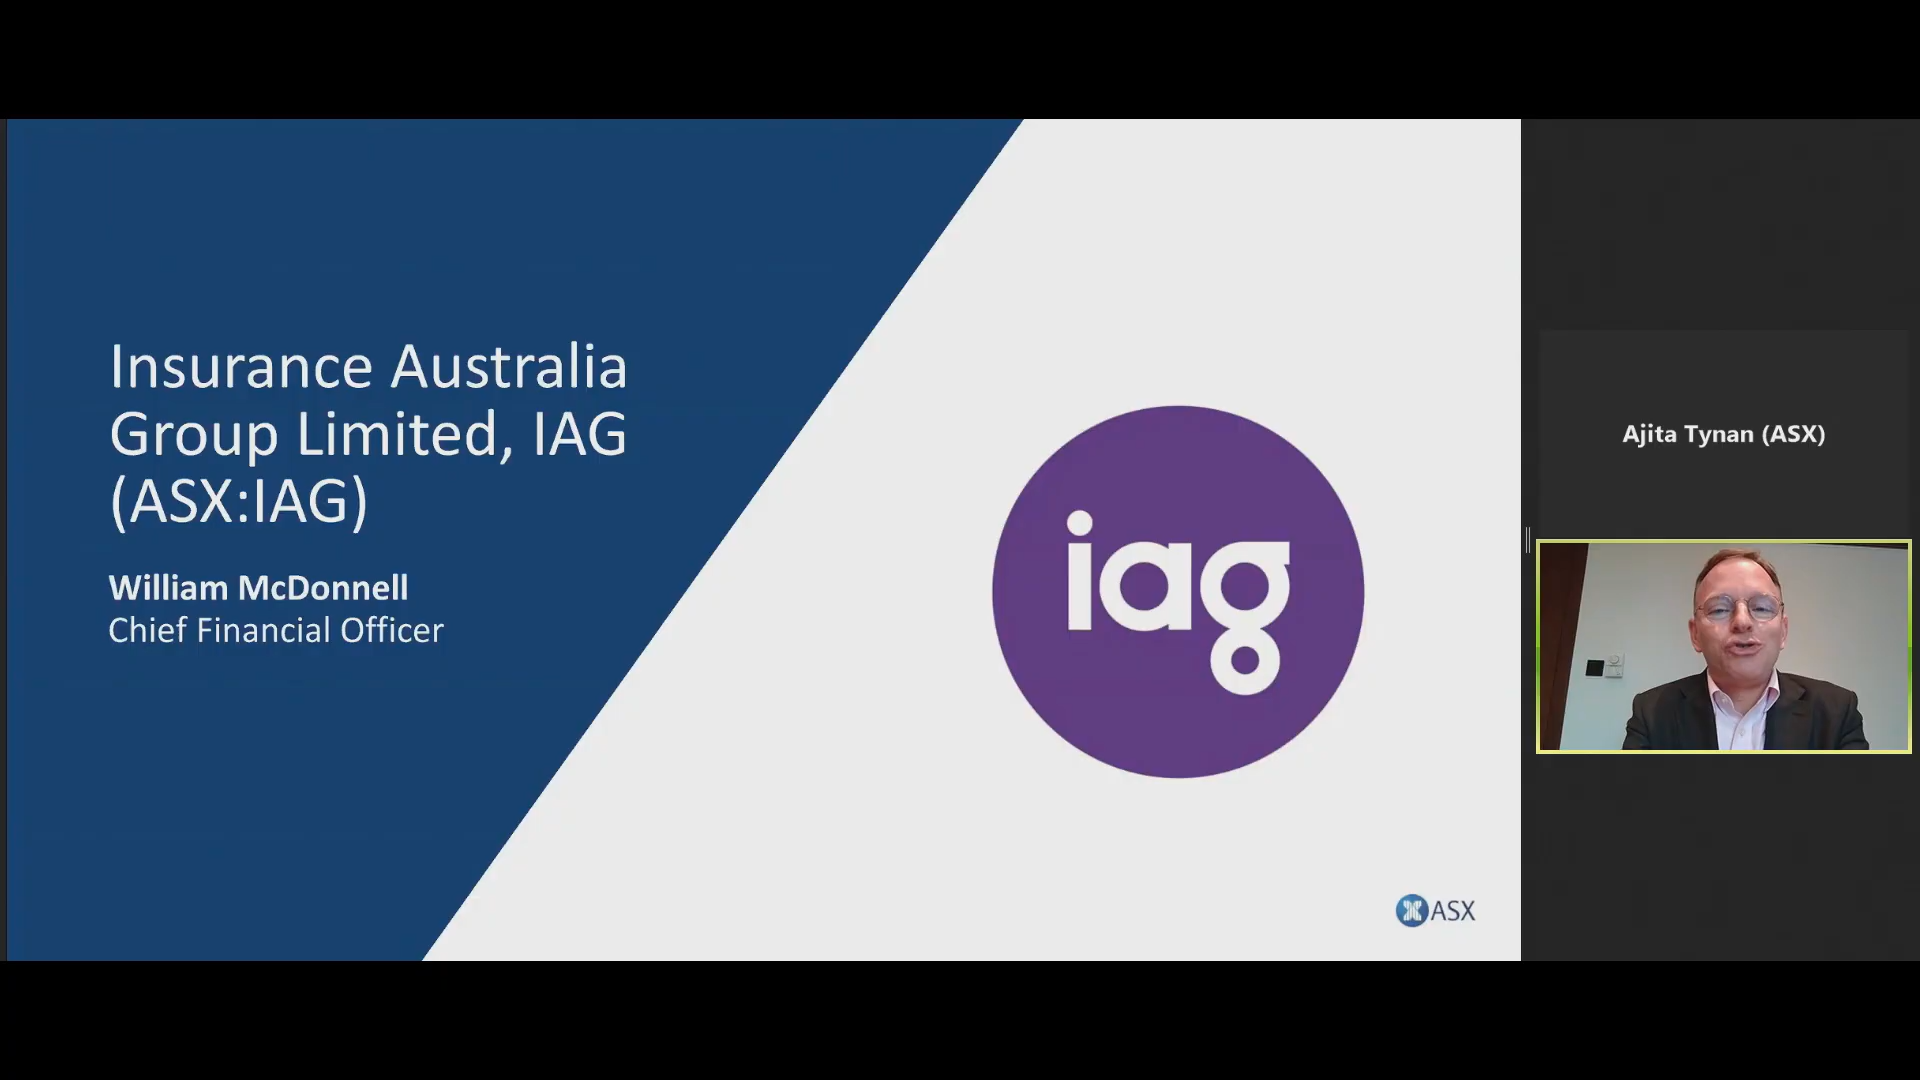 Insurance Australia
Group Limited, IAG
(ASX:IAG)
William McDonnell
Chief Financial Officer
iag
ASX
Ajita Tynan (ASX)